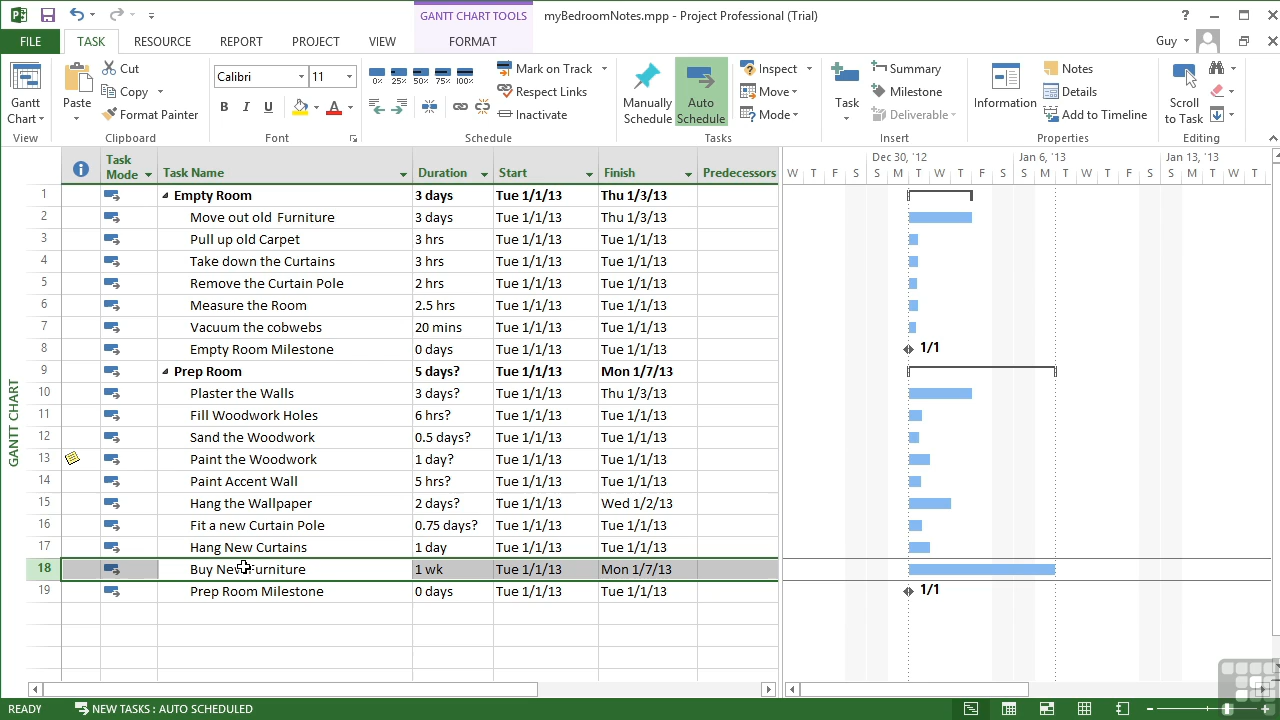 GANTT CHART TOOLS
myBedroomNotes.mpp - Project Professional (Trial)
FILE TASK RESOURCE REPORT PROJECT VIEW FORMAT Guy
Gantt Chart
View
Paste
Cut
Copy
Format Painter
Clipboard
Calibri 11
B I U A
Font
0% 25% 50% 75% 100%
Mark on Track
Respect Links
Inactivate
Schedule
Manually Schedule
Auto Schedule
Inspect
Move
Mode
Tasks
Task
Summary
Milestone
Deliverable
Insert
Information
Notes
Details
Add to Timeline
Properties
Scroll to Task
Editing
Task Mode Task Name Duration Start Finish Predecessors
Dec 30, '12 Jan 6, '13 Jan 13, '13
W T F S S M T W T F S S M T W T F S S M T W T
1 Empty Room 3 days Tue 1/1/13 Thu 1/3/13
2 Move out old Furniture 3 days Tue 1/1/13 Thu 1/3/13
3 Pull up old Carpet 3 hrs Tue 1/1/13 Tue 1/1/13
4 Take down the Curtains 3 hrs Tue 1/1/13 Tue 1/1/13
5 Remove the Curtain Pole 2 hrs Tue 1/1/13 Tue 1/1/13
6 Measure the Room 2.5 hrs Tue 1/1/13 Tue 1/1/13
7 Vacuum the cobwebs 20 mins Tue 1/1/13 Tue 1/1/13
8 Empty Room Milestone 0 days Tue 1/1/13 Tue 1/1/13 1/1
9 Prep Room 5 days? Tue 1/1/13 Mon 1/7/13
10 Plaster the Walls 3 days? Tue 1/1/13 Thu 1/3/13
11 Fill Woodwork Holes 6 hrs? Tue 1/1/13 Tue 1/1/13
12 Sand the Woodwork 0.5 days? Tue 1/1/13 Tue 1/1/13
13 Paint the Woodwork 1 day? Tue 1/1/13 Tue 1/1/13
14 Paint Accent Wall 5 hrs? Tue 1/1/13 Tue 1/1/13
15 Hang the Wallpaper 2 days? Tue 1/1/13 Wed 1/2/13
16 Fit a new Curtain Pole 0.75 days? Tue 1/1/13 Tue 1/1/13
17 Hang New Curtains 1 day Tue 1/1/13 Tue 1/1/13
18 Buy New Furniture 1 wk Tue 1/1/13 Mon 1/7/13
19 Prep Room Milestone 0 days Tue 1/1/13 Tue 1/1/13 1/1
GANTT CHART
READY NEW TASKS : AUTO SCHEDULED